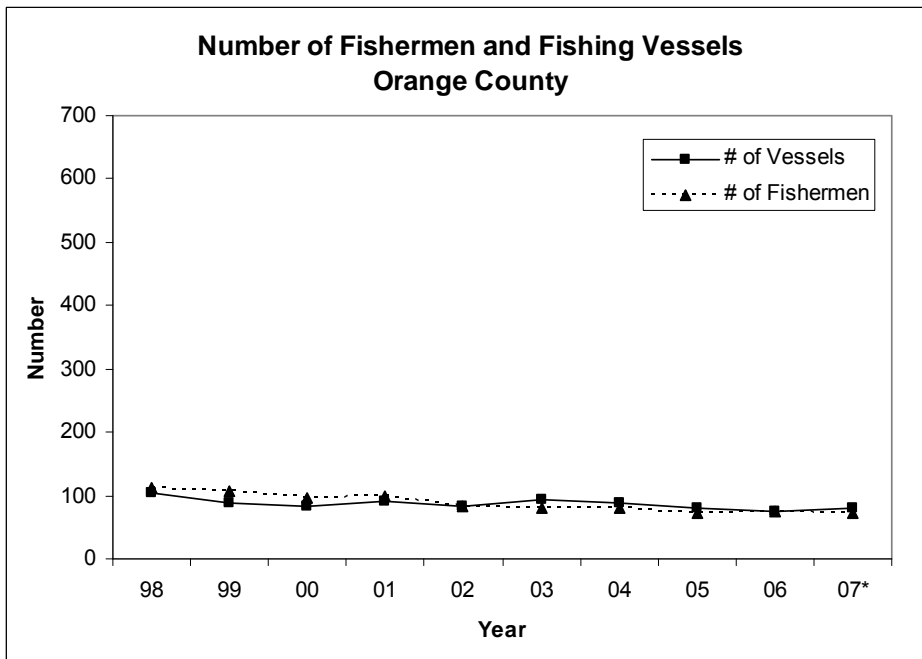 Number of Fishermen and Fishing Vessels
Orange County
700
600
500
400
300
200
100
0
Number
# of Vessels
# of Fishermen
98 99 00 01 02 03 04 05 06 07*
Year